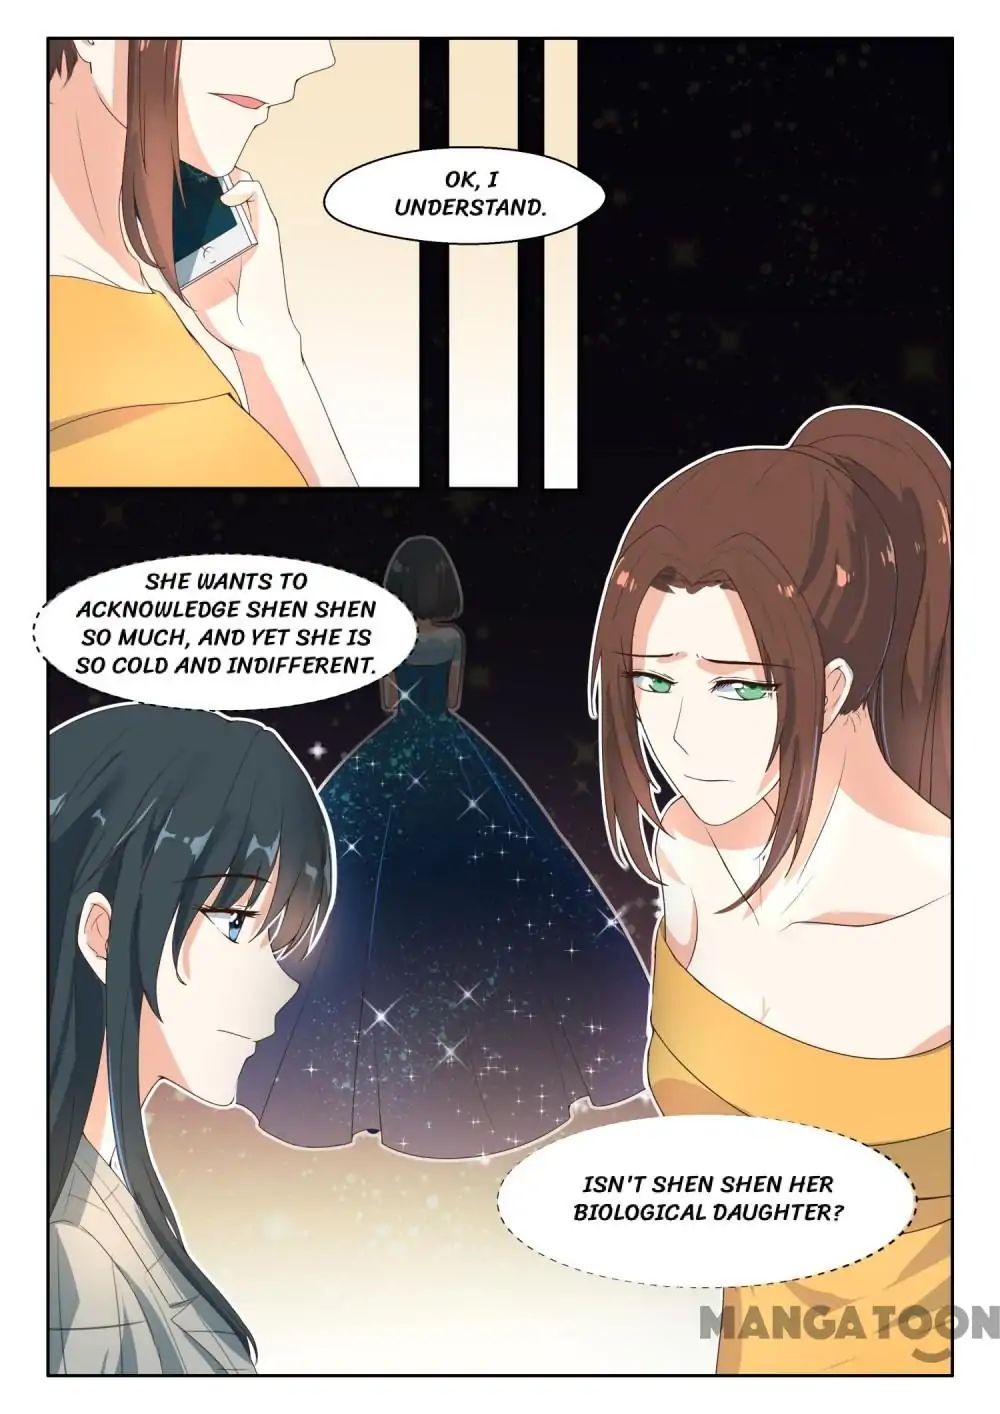 OK, I
UNDERSTAND.
SHE WANTS TO
ACKNOWLEDGE SHEN SHEN
SO MUCH, AND YET SHE IS
SO COLD AND INDIFFERENT.
ISN'T SHEN SHEN HER
BIOLOGICAL DAUGHTER?
MANGATOON